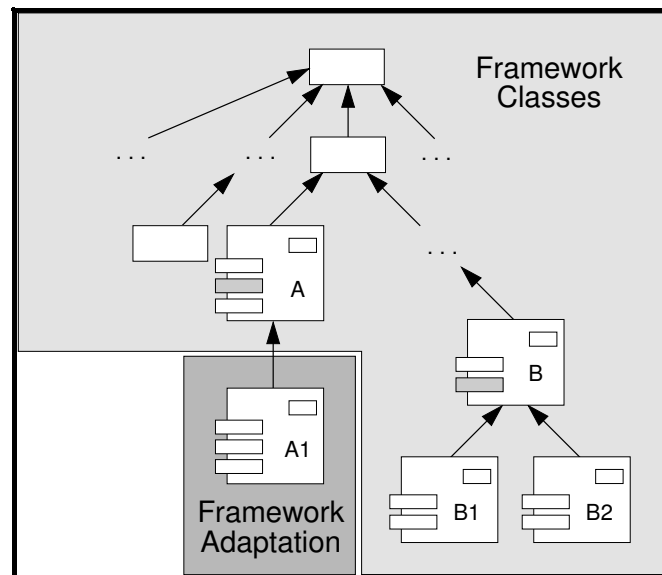 Framework
Classes
. . .
. . .
. . .
. . .
A
B
A1
B1
B2
Framework
Adaptation